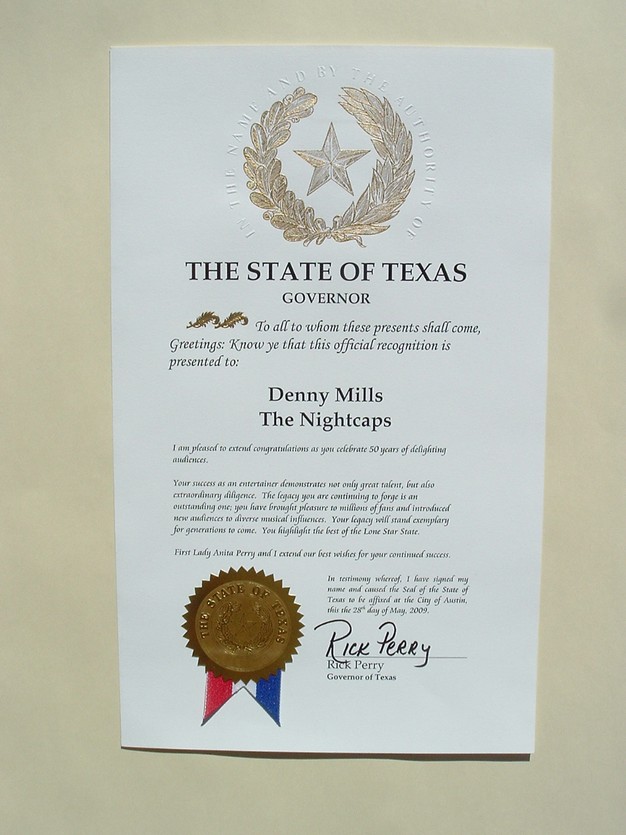 IN THE NAME AND BY THE AUTHORITY OF
THE STATE OF TEXAS
GOVERNOR
To all to whom these presents shall come,
Greetings: Know ye that this official recognition is
presented to:
Denny Mills
The Nightcaps
I am pleased to extend congratulations as you celebrate 50 years of delighting
audiences.
Your success as an entertainer demonstrates not only great talent, but also
extraordinary diligence. The legacy you are continuing to forge is an
outstanding one; you have brought pleasure to millions of fans and introduced
new audiences to diverse musical influences. Your legacy will stand exemplary
for generations to come. You highlight the best of the Lone Star State.
First Lady Anita Perry and I extend our best wishes for your continued success.
In testimony whereof, I have signed my
name and caused the Seal of the State of
Texas to be affixed at the City of Austin,
this the 28th day of May, 2009.
THE STATE OF TEXAS
RICK PERRY
Rick Perry
Governor of Texas